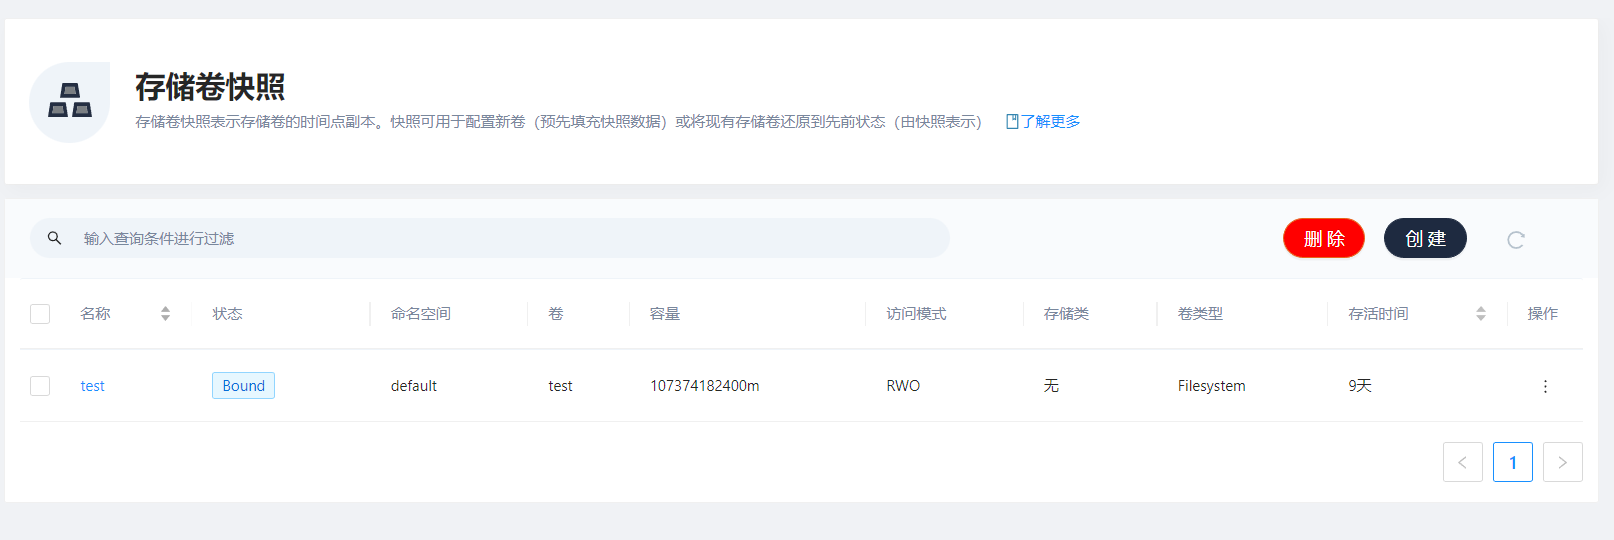 存储卷快照
存储卷快照表示存储卷的时间点副本。快照可用于配置新卷（预先填充快照数据）或将现有存储卷还原到先前状态（由快照表示） 了解更多
输入查询条件进行过滤 删 除 创 建
名称 状态 命名空间 卷 容量 访问模式 存储类 卷类型 存活时间 操作
test Bound default test 107374182400m RWO 无 Filesystem 9天
1